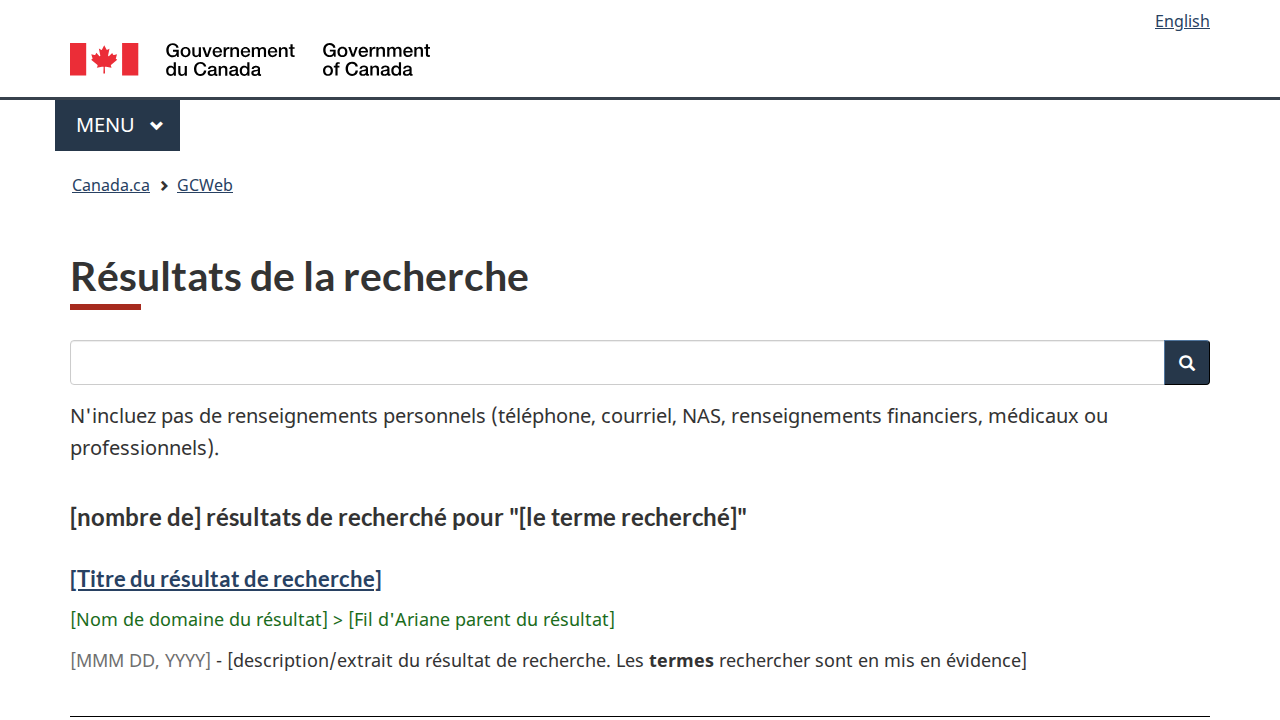 English
Gouvernement du Canada
Government of Canada
MENU
Canada.ca > GCWeb
Résultats de la recherche
N'incluez pas de renseignements personnels (téléphone, courriel, NAS, renseignements financiers, médicaux ou
professionnels).
[nombre de] résultats de recherché pour "[le terme recherché]"
[Titre du résultat de recherche]
[Nom de domaine du résultat] > [Fil d'Ariane parent du résultat]
[MMM DD, YYYY] - [description/extrait du résultat de recherche. Les termes rechercher sont en mis en évidence]